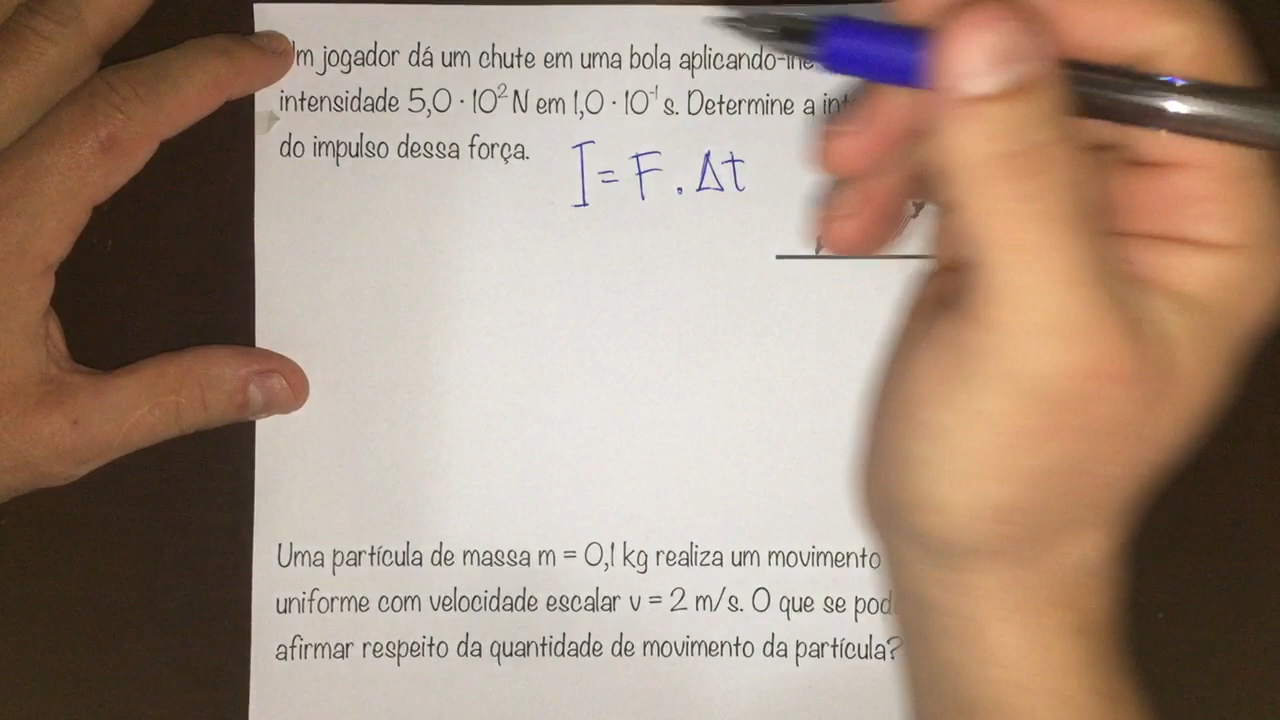 jogador dá um chute em uma bola aplicando-lhe
intensidade 5,0 · 10² N em 1,0 · 10⁻¹ s. Determine a
do impulso dessa força.
I = F . Δt
Uma partícula de massa m = 0,1 kg realiza um movimento
uniforme com velocidade escalar v = 2 m/s. O que se
afirmar respeito da quantidade de movimento da partícula?